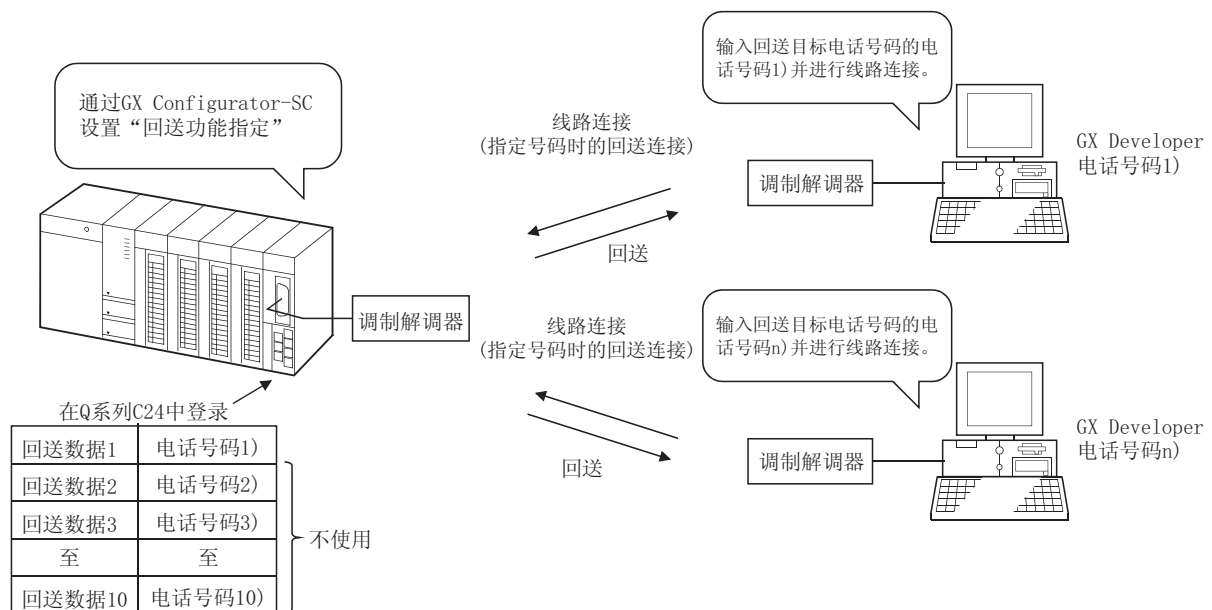 通过GX Configurator-SC
设置“回送功能指定”
输入回送目标电话号码的电
话号码1)并进行线路连接。
线路连接
(指定号码时的回送连接)
调制解调器
GX Developer
电话号码1)
回送
调制解调器
线路连接
(指定号码时的回送连接)
输入回送目标电话号码的电
话号码n)并进行线路连接。
调制解调器
GX Developer
电话号码n)
回送
在Q系列C24中登录
回送数据1 电话号码1)
回送数据2 电话号码2)
回送数据3 电话号码3)
至 至
回送数据10 电话号码10)
不使用